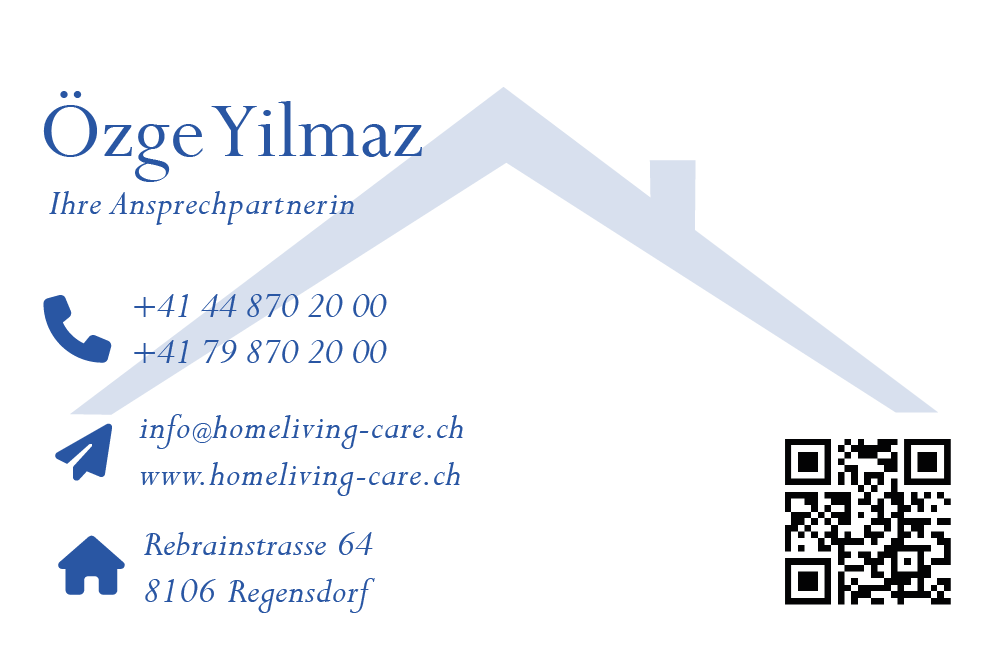 Özge Yilmaz
Ihre Ansprechpartnerin
+41 44 870 20 00
+41 79 870 20 00
info@homeliving-care.ch
www.homeliving-care.ch
Rebrainstrasse 64
8106 Regensdorf